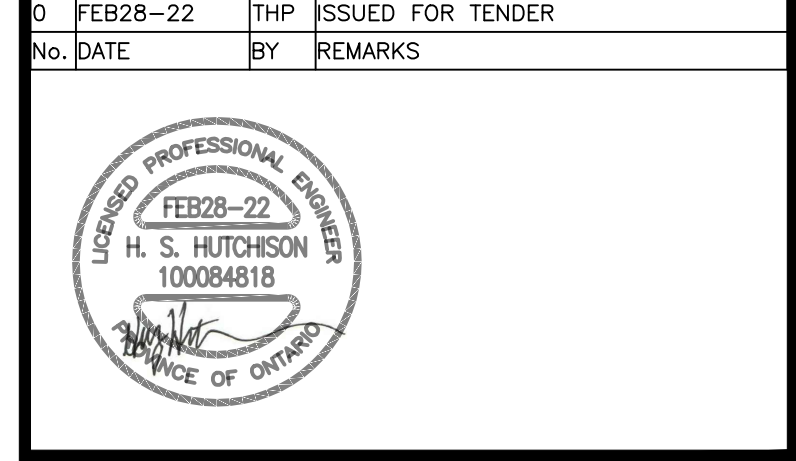 0 FEB28-22 THP ISSUED FOR TENDER
No. DATE BY REMARKS
LICENSED PROFESSIONAL ENGINEER
FEB28-22
H. S. HUTCHISON
100084818
PROVINCE OF ONTARIO